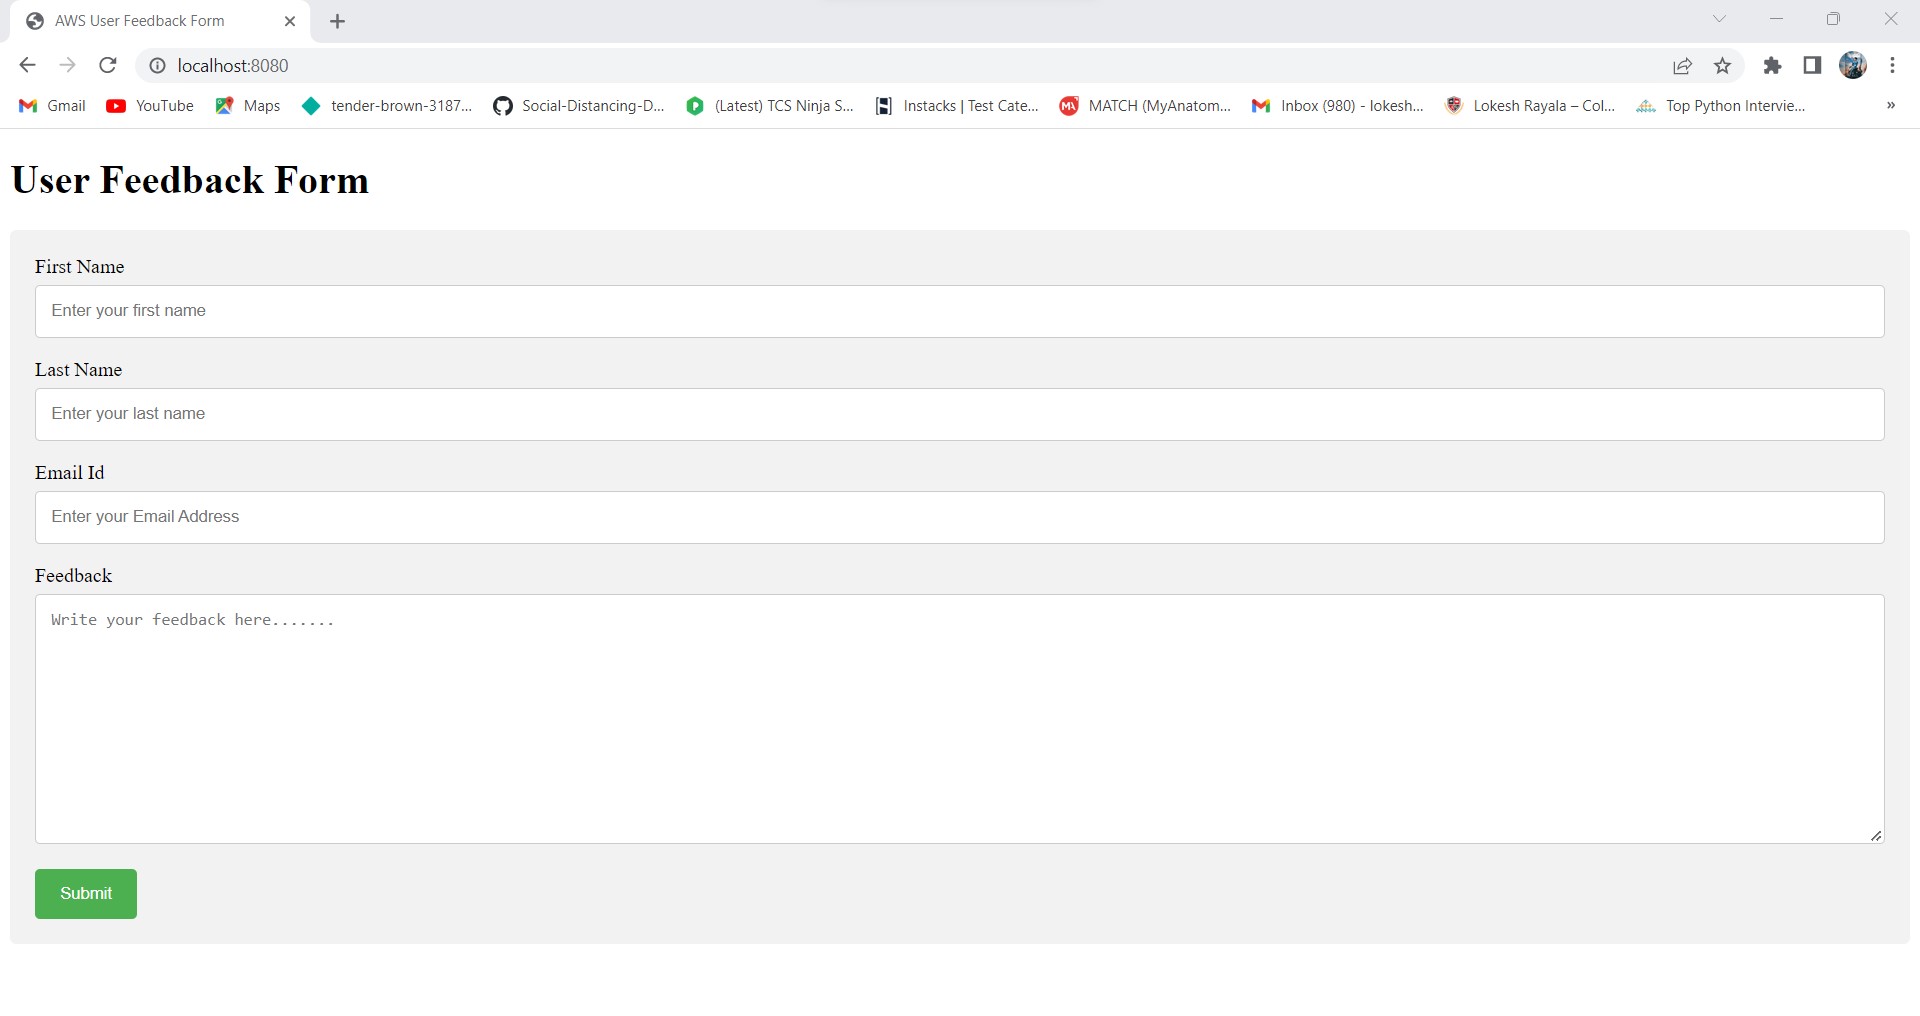 AWS User Feedback Form
localhost:8080
Gmail YouTube Maps tender-brown-3187... Social-Distancing-D... (Latest) TCS Ninja S... Instacks | Test Cate... MATCH (MyAnatom... Inbox (980) - lokesh... Lokesh Rayala – Col... Top Python Intervie... »
User Feedback Form
First Name
Enter your first name
Last Name
Enter your last name
Email Id
Enter your Email Address
Feedback
Write your feedback here.......
Submit